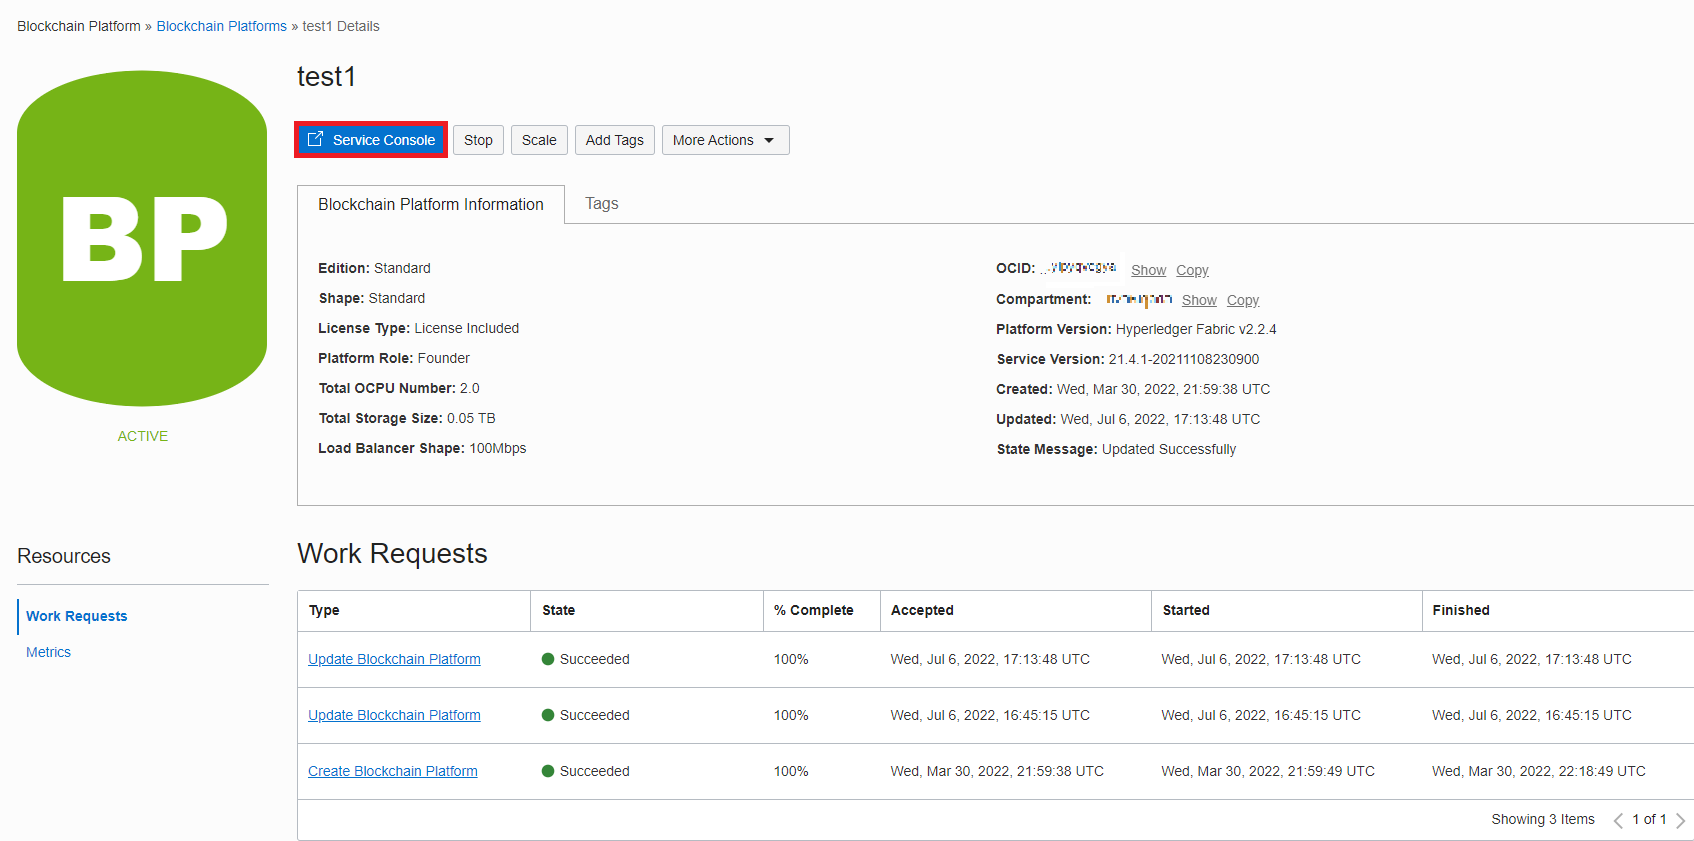 Blockchain Platform » Blockchain Platforms » test1 Details
BP
ACTIVE
test1
Service Console Stop Scale Add Tags More Actions
Blockchain Platform Information Tags
Edition: Standard
Shape: Standard
License Type: License Included
Platform Role: Founder
Total OCPU Number: 2.0
Total Storage Size: 0.05 TB
Load Balancer Shape: 100Mbps
OCID: Show Copy
Compartment: Show Copy
Platform Version: Hyperledger Fabric v2.2.4
Service Version: 21.4.1-20211108230900
Created: Wed, Mar 30, 2022, 21:59:38 UTC
Updated: Wed, Jul 6, 2022, 17:13:48 UTC
State Message: Updated Successfully
Resources
Work Requests
Metrics
Work Requests
Type State % Complete Accepted Started Finished
Update Blockchain Platform Succeeded 100% Wed, Jul 6, 2022, 17:13:48 UTC Wed, Jul 6, 2022, 17:13:48 UTC Wed, Jul 6, 2022, 17:13:48 UTC
Update Blockchain Platform Succeeded 100% Wed, Jul 6, 2022, 16:45:15 UTC Wed, Jul 6, 2022, 16:45:15 UTC Wed, Jul 6, 2022, 16:45:15 UTC
Create Blockchain Platform Succeeded 100% Wed, Mar 30, 2022, 21:59:38 UTC Wed, Mar 30, 2022, 21:59:49 UTC Wed, Mar 30, 2022, 22:18:49 UTC
Showing 3 Items 1 of 1